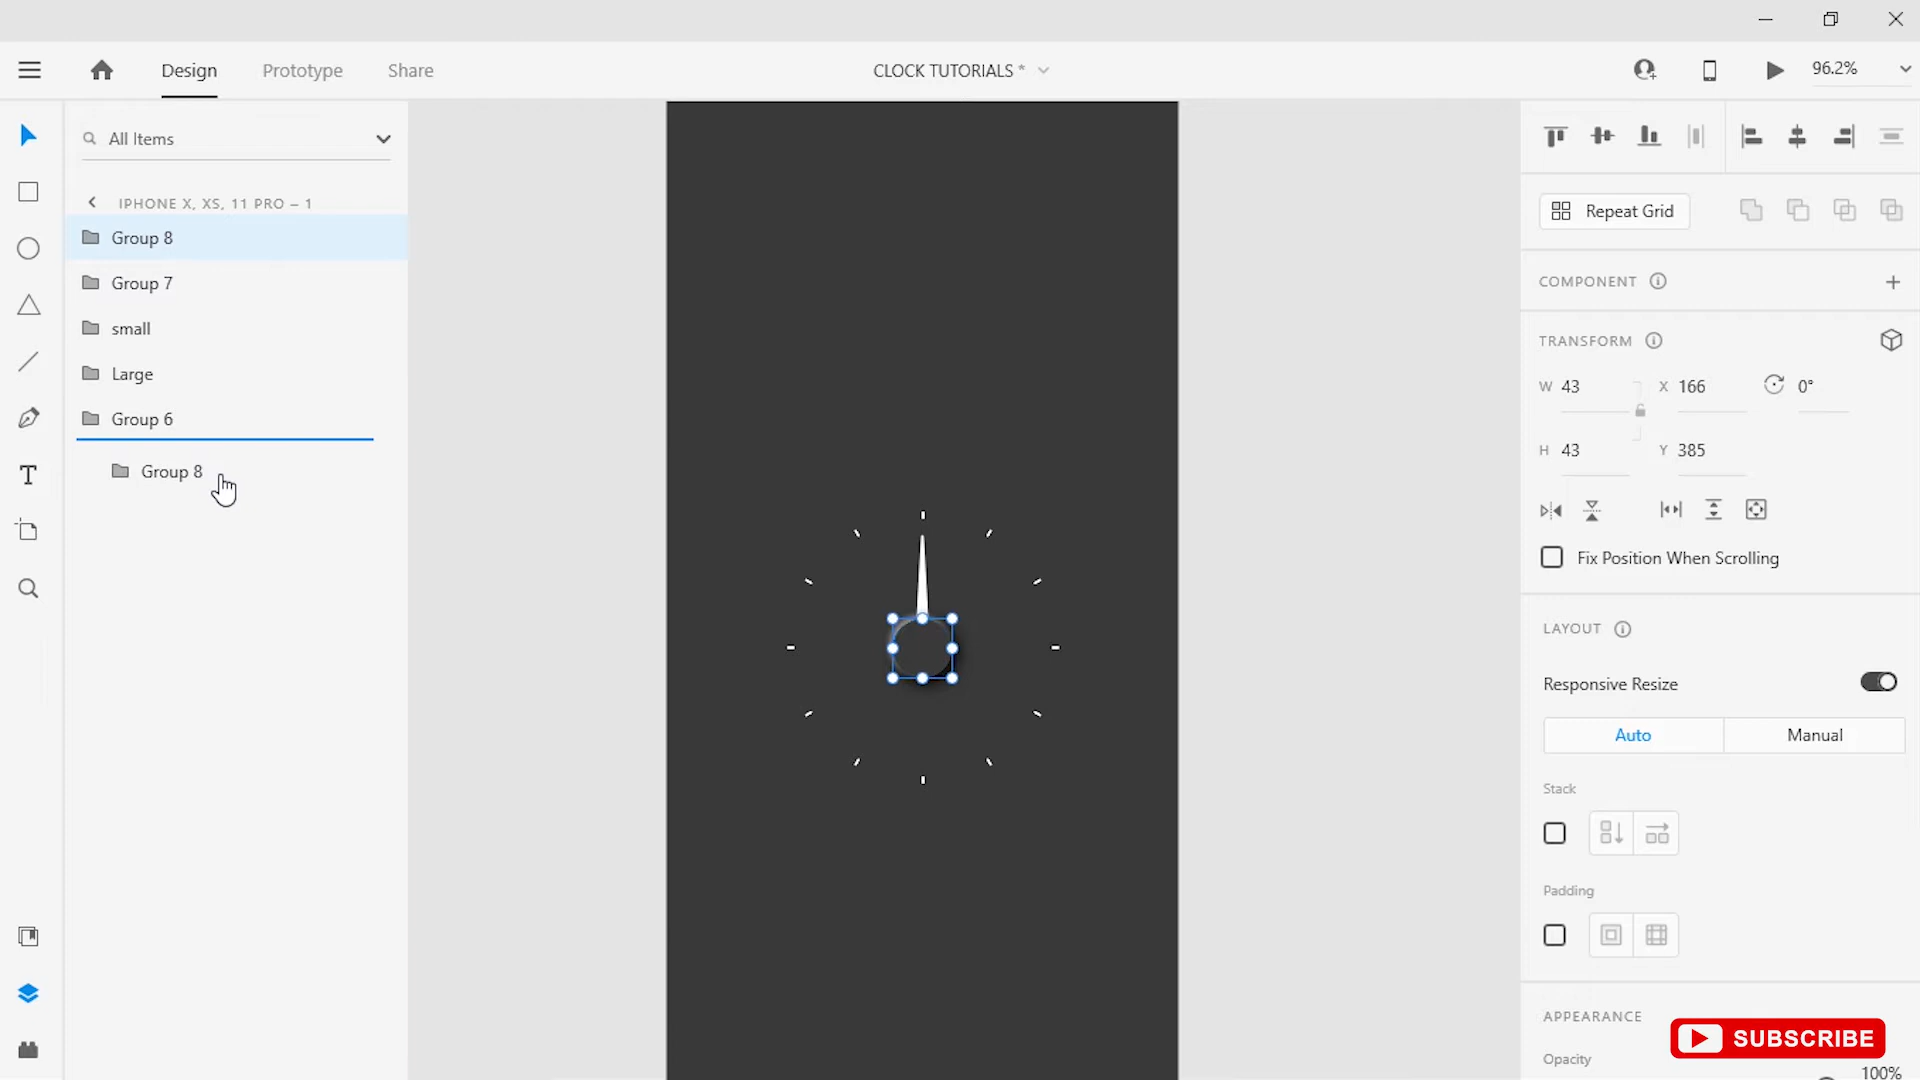 Design
Prototype
Share
CLOCK TUTORIALS *
96.2%
All Items
IPHONE X, XS, 11 PRO – 1
Group 8
Group 7
small
Large
Group 6
Group 8
Repeat Grid
COMPONENT
TRANSFORM
W 43
X 166
0°
H 43
Y 385
Fix Position When Scrolling
LAYOUT
Responsive Resize
Auto
Manual
Stack
Padding
APPEARANCE
SUBSCRIBE
Opacity
100%